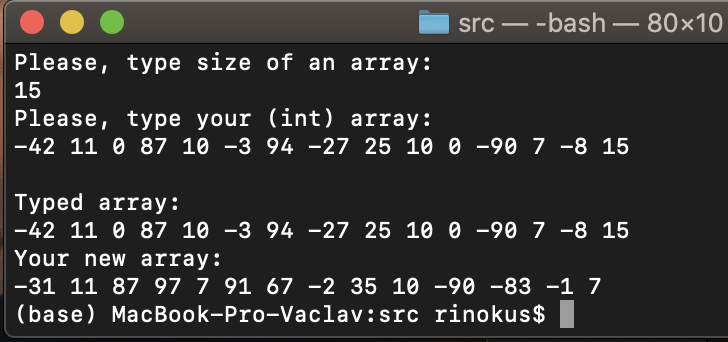 src — -bash — 80×10
Please, type size of an array:
15
Please, type your (int) array:
-42 11 0 87 10 -3 94 -27 25 10 0 -90 7 -8 15
Typed array:
-42 11 0 87 10 -3 94 -27 25 10 0 -90 7 -8 15
Your new array:
-31 11 87 97 7 91 67 -2 35 10 -90 -83 -1 7
(base) MacBook-Pro-Vaclav:src rinokus$